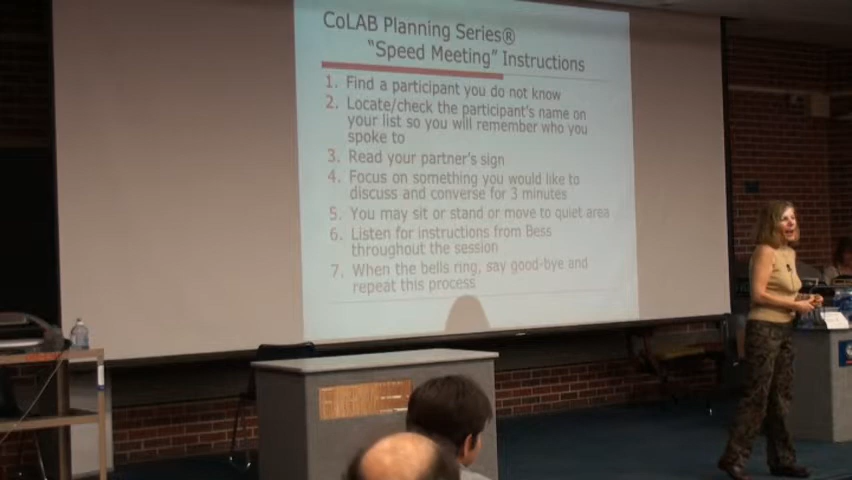 CoLAB Planning Series®
"Speed Meeting" Instructions
1. Find a participant you do not know
2. Locate/check the participant's name on
your list so you will remember who you
spoke to
3. Read your partner's sign
4. Focus on something you would like to
discuss and converse for 3 minutes
5. You may sit or stand or move to quiet area
6. Listen for instructions from Bess
throughout the session
7. When the bells ring, say good-bye and
repeat this process